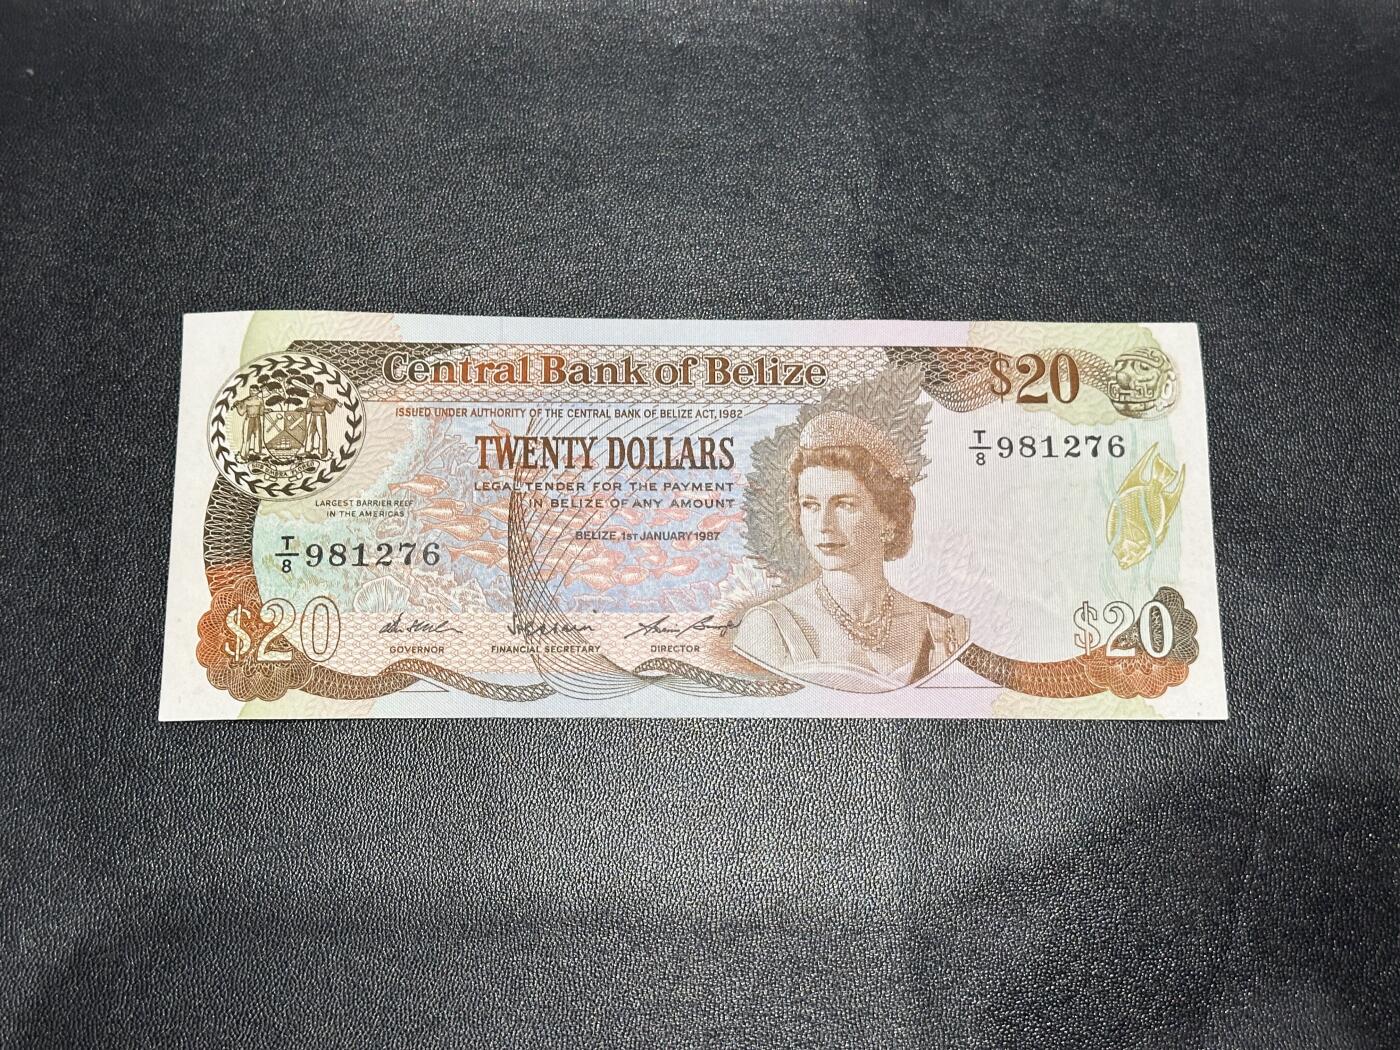 Central Bank of Belize
$20
ISSUED UNDER AUTHORITY OF THE CENTRAL BANK OF BELIZE ACT, 1982
TWENTY DOLLARS
T/8 981276
LEGAL TENDER FOR THE PAYMENT
IN BELIZE OF ANY AMOUNT
LARGEST BARRIER REEF
IN THE AMERICAS
BELIZE, 1ST JANUARY 1987
T/8 981276
$20
$20
GOVERNOR
FINANCIAL SECRETARY
DIRECTOR